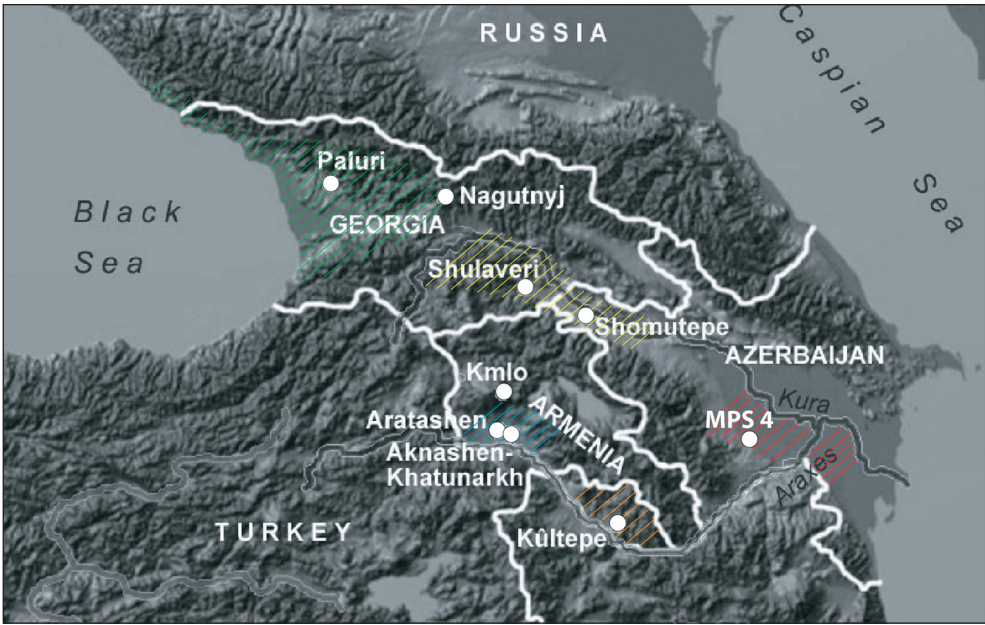 RUSSIA
Caspian
Sea
Paluri
Nagutnyj
Black
Sea
GEORGIA
Shulaveri
Shomutepe
AZERBAIJAN
Kmlo
Kura
ARMENIA
Aratashen
MPS 4
Aknashen-
Khatunarkh
Araxes
TURKEY
Kûltepe